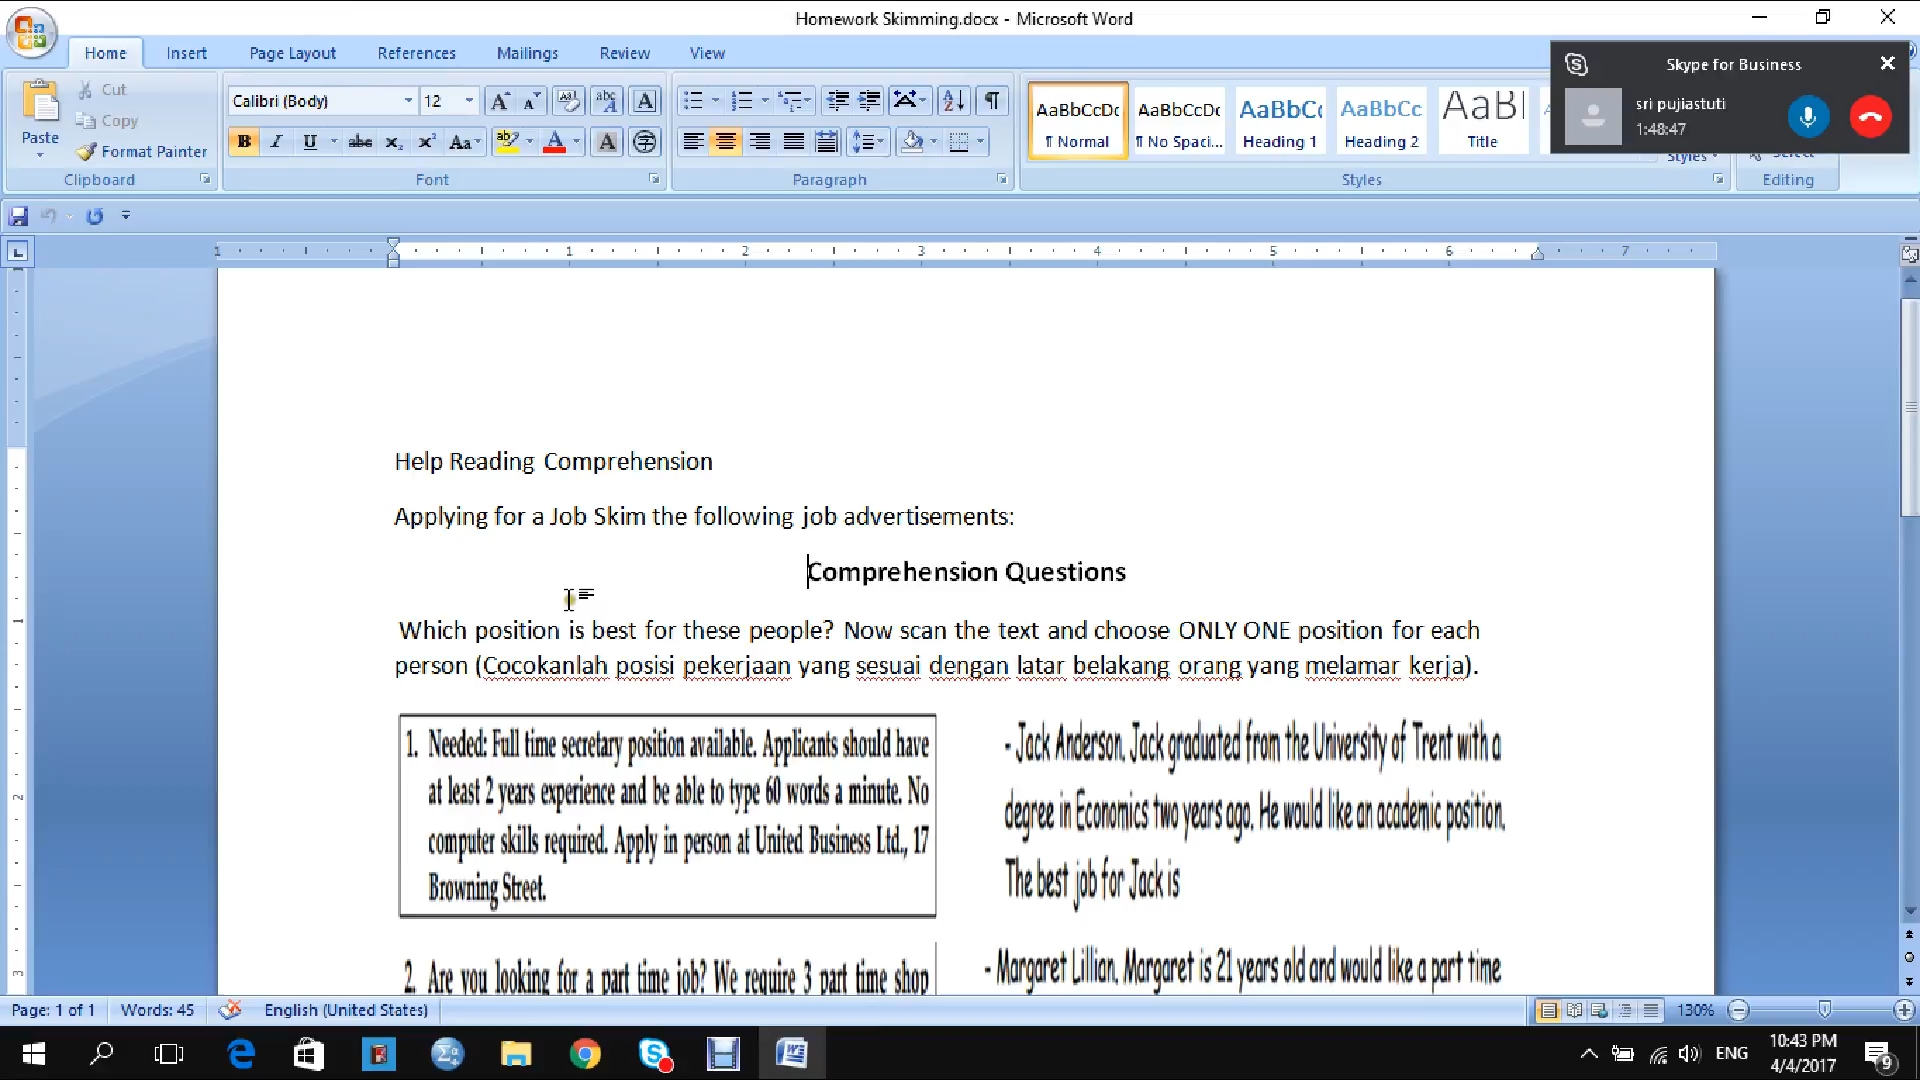 Homework Skimming.docx - Microsoft Word
Home Insert Page Layout References Mailings Review View
Skype for Business
sri pujiastuti
1:48:47
Paste
Cut
Copy
Format Painter
Clipboard
Calibri (Body) 12
Font
Paragraph
AaBbCcDc AaBbCcDc AaBbCc AaBbCc AaBl
¶ Normal ¶ No Spaci... Heading 1 Heading 2 Title
Styles
Styles
Editing
1 1 2 3 4 5 6 7
Help Reading Comprehension
Applying for a Job Skim the following job advertisements:
Comprehension Questions
Which position is best for these people? Now scan the text and choose ONLY ONE position for each
person (Cocokanlah posisi pekerjaan yang sesuai dengan latar belakang orang yang melamar kerja).
1. Needed: Full time secretary position available. Applicants should have
at least 2 years experience and be able to type 60 words a minute. No
computer skills required. Apply in person at United Business Ltd., 17
Browning Street.
- Jack Anderson. Jack graduated from the University of Trent with a
degree in Economics two years ago. He would like an academic position.
The best job for Jack is
2. Are you looking for a part time job? We require 3 part time shop
- Margaret Lillian. Margaret is 21 years old and would like a part time
Page: 1 of 1 Words: 45 English (United States) 130%
ENG
10:43 PM
4/4/2017
9